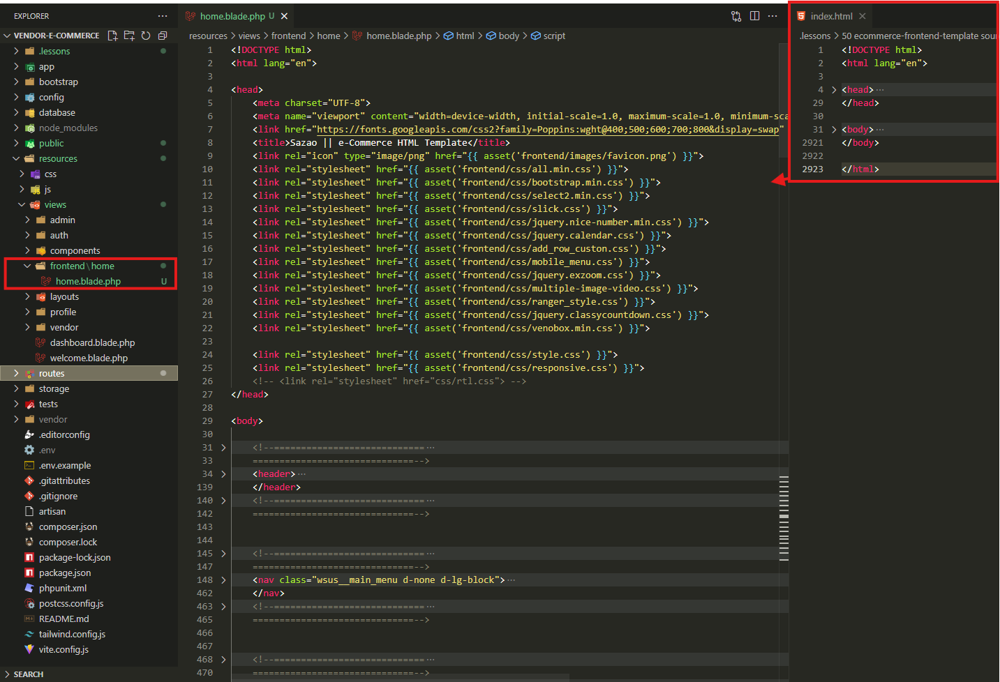 EXPLORER
VENDOR-E-COMMERCE
.lessons
app
bootstrap
config
database
node_modules
public
resources
css
js
views
admin
auth
components
frontend\home
home.blade.php U
layouts
profile
vendor
dashboard.blade.php
welcome.blade.php
routes
storage
tests
vendor
.editorconfig
.env
.env.example
.gitattributes
.gitignore
artisan
composer.json
composer.lock
package-lock.json
package.json
phpunit.xml
postcss.config.js
README.md
tailwind.config.js
vite.config.js
SEARCH
home.blade.php U
resources > views > frontend > home > home.blade.php > html > body > script
1 <!DOCTYPE html>
2 <html lang="en">
3
4 <head>
5 <meta charset="UTF-8">
6 <meta name="viewport" content="width=device-width, initial-scale=1.0, maximum-scale=1.0, minimum-sca
7 <link href="https://fonts.googleapis.com/css2?family=Poppins:wght@400;500;600;700;800&display=swap"
8 <title>Sazao || e-Commerce HTML Template</title>
9 <link rel="icon" type="image/png" href="{{ asset('frontend/images/favicon.png') }}">
10 <link rel="stylesheet" href="{{ asset('frontend/css/all.min.css') }}">
11 <link rel="stylesheet" href="{{ asset('frontend/css/bootstrap.min.css') }}">
12 <link rel="stylesheet" href="{{ asset('frontend/css/select2.min.css') }}">
13 <link rel="stylesheet" href="{{ asset('frontend/css/slick.css') }}">
14 <link rel="stylesheet" href="{{ asset('frontend/css/jquery.nice-number.min.css') }}">
15 <link rel="stylesheet" href="{{ asset('frontend/css/jquery.calendar.css') }}">
16 <link rel="stylesheet" href="{{ asset('frontend/css/add_row_custon.css') }}">
17 <link rel="stylesheet" href="{{ asset('frontend/css/mobile_menu.css') }}">
18 <link rel="stylesheet" href="{{ asset('frontend/css/jquery.exzoom.css') }}">
19 <link rel="stylesheet" href="{{ asset('frontend/css/multiple-image-video.css') }}">
20 <link rel="stylesheet" href="{{ asset('frontend/css/ranger_style.css') }}">
21 <link rel="stylesheet" href="{{ asset('frontend/css/jquery.classycountdown.css') }}">
22 <link rel="stylesheet" href="{{ asset('frontend/css/venobox.min.css') }}">
23
24 <link rel="stylesheet" href="{{ asset('frontend/css/style.css') }}">
25 <link rel="stylesheet" href="{{ asset('frontend/css/responsive.css') }}">
26 <!-- <link rel="stylesheet" href="css/rtl.css"> -->
27 </head>
28
29 <body>
30
31 <!--============================ ⋯
33 ==============================-->
34 <header> ⋯
139 </header>
140 <!--============================ ⋯
142 ==============================-->
143
144
145 <!--============================ ⋯
147 ==============================-->
148 <nav class="wsus__main_menu d-none d-lg-block"> ⋯
462 </nav>
463 <!--============================ ⋯
465 ==============================-->
466
467
468 <!--============================ ⋯
470 ==============================-->
index.html
.lessons > 50 ecommerce-frontend-template sou
1 <!DOCTYPE html>
2 <html lang="en">
3
4 <head> ⋯
29 </head>
30
31 <body> ⋯
2921 </body>
2922
2923 </html>